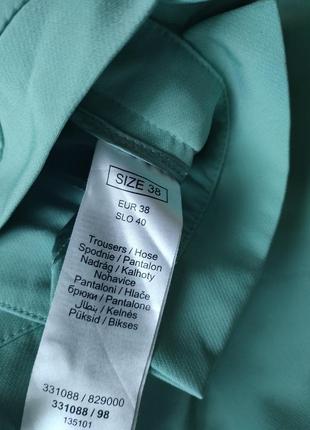 SIZE 38
EUR 38
SLO 40
Trousers / Hose
Spodnie / Pantalon
Nadrág / Kalhoty
Nohavice
Pantaloni / Hlače
брюки / Pantalone
بنطال / Kelnės
Püksid / Bikses
331088 / 829000
331088 / 98
135101